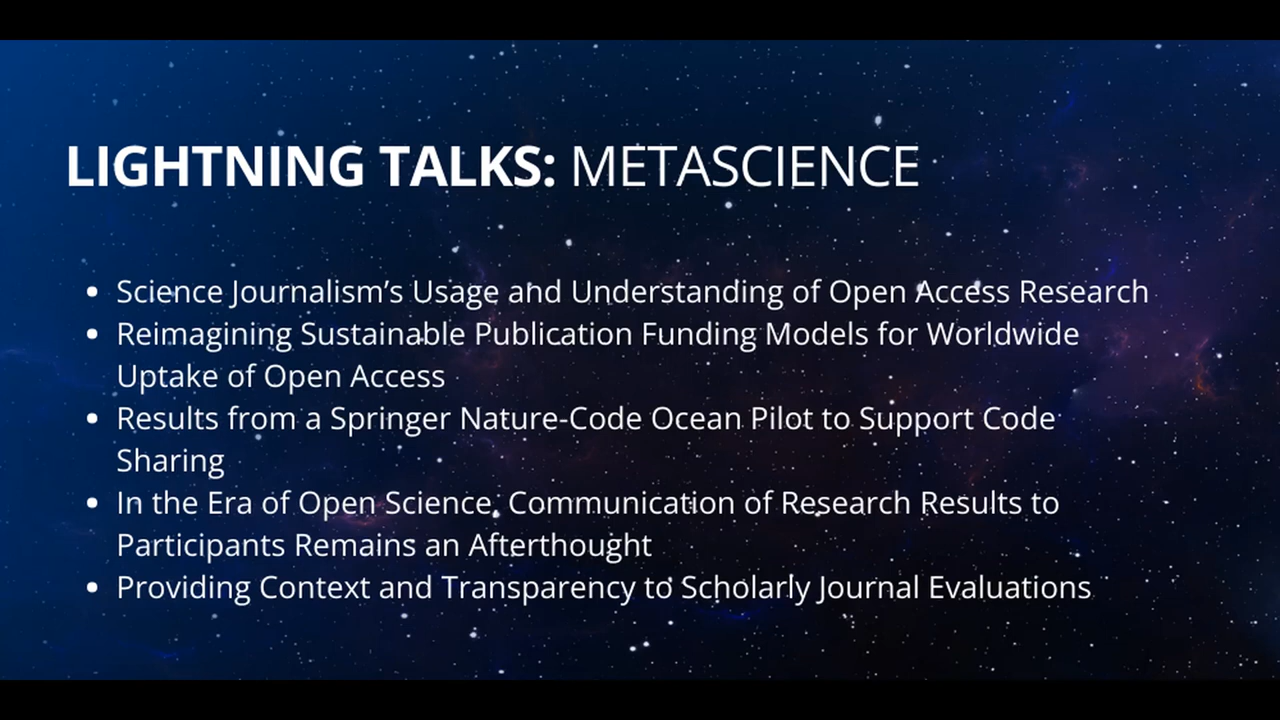 LIGHTNING TALKS: METASCIENCE
• Science Journalism’s Usage and Understanding of Open Access Research
• Reimagining Sustainable Publication Funding Models for Worldwide
Uptake of Open Access
• Results from a Springer Nature-Code Ocean Pilot to Support Code
Sharing
• In the Era of Open Science, Communication of Research Results to
Participants Remains an Afterthought
• Providing Context and Transparency to Scholarly Journal Evaluations